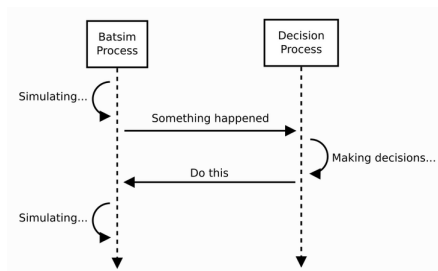 Batsim
Process
Decision
Process
Simulating...
Something happened
Making decisions...
Do this
Simulating...